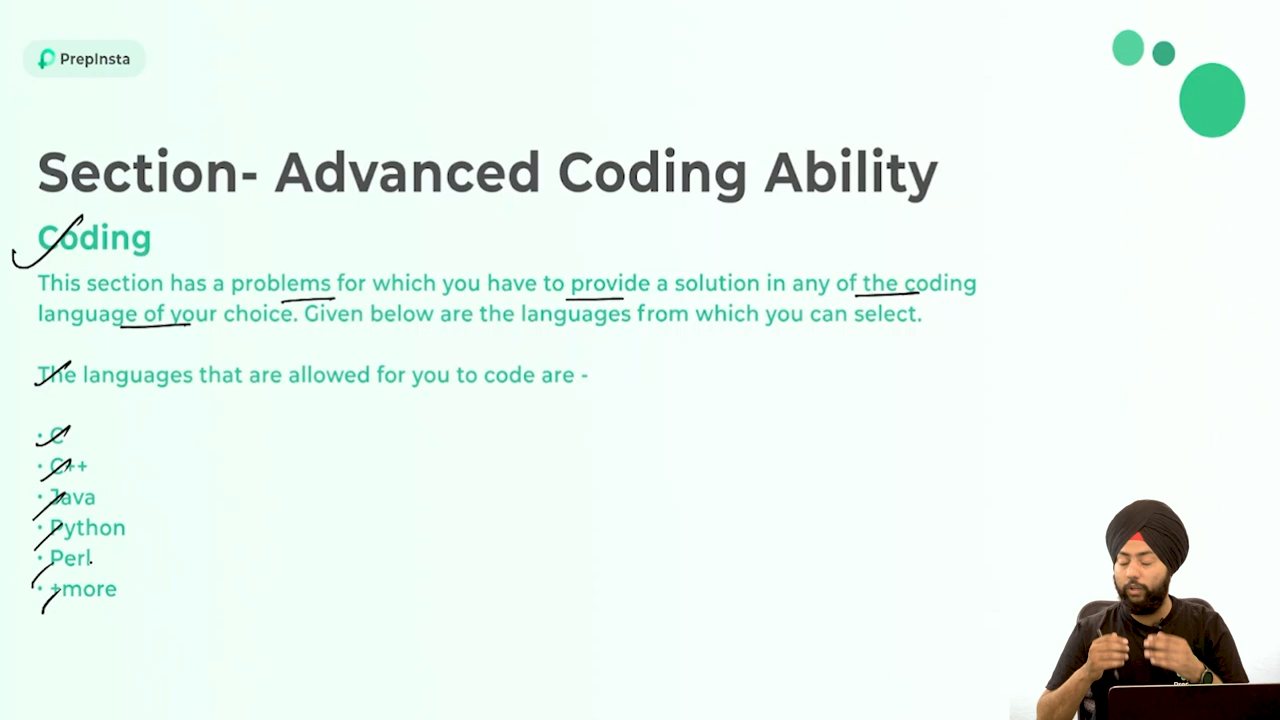 PrepInsta
Section- Advanced Coding Ability
Coding
This section has a problems for which you have to provide a solution in any of the coding
language of your choice. Given below are the languages from which you can select.
The languages that are allowed for you to code are -
• C
• C++
• Java
• Python
• Perl
• +more